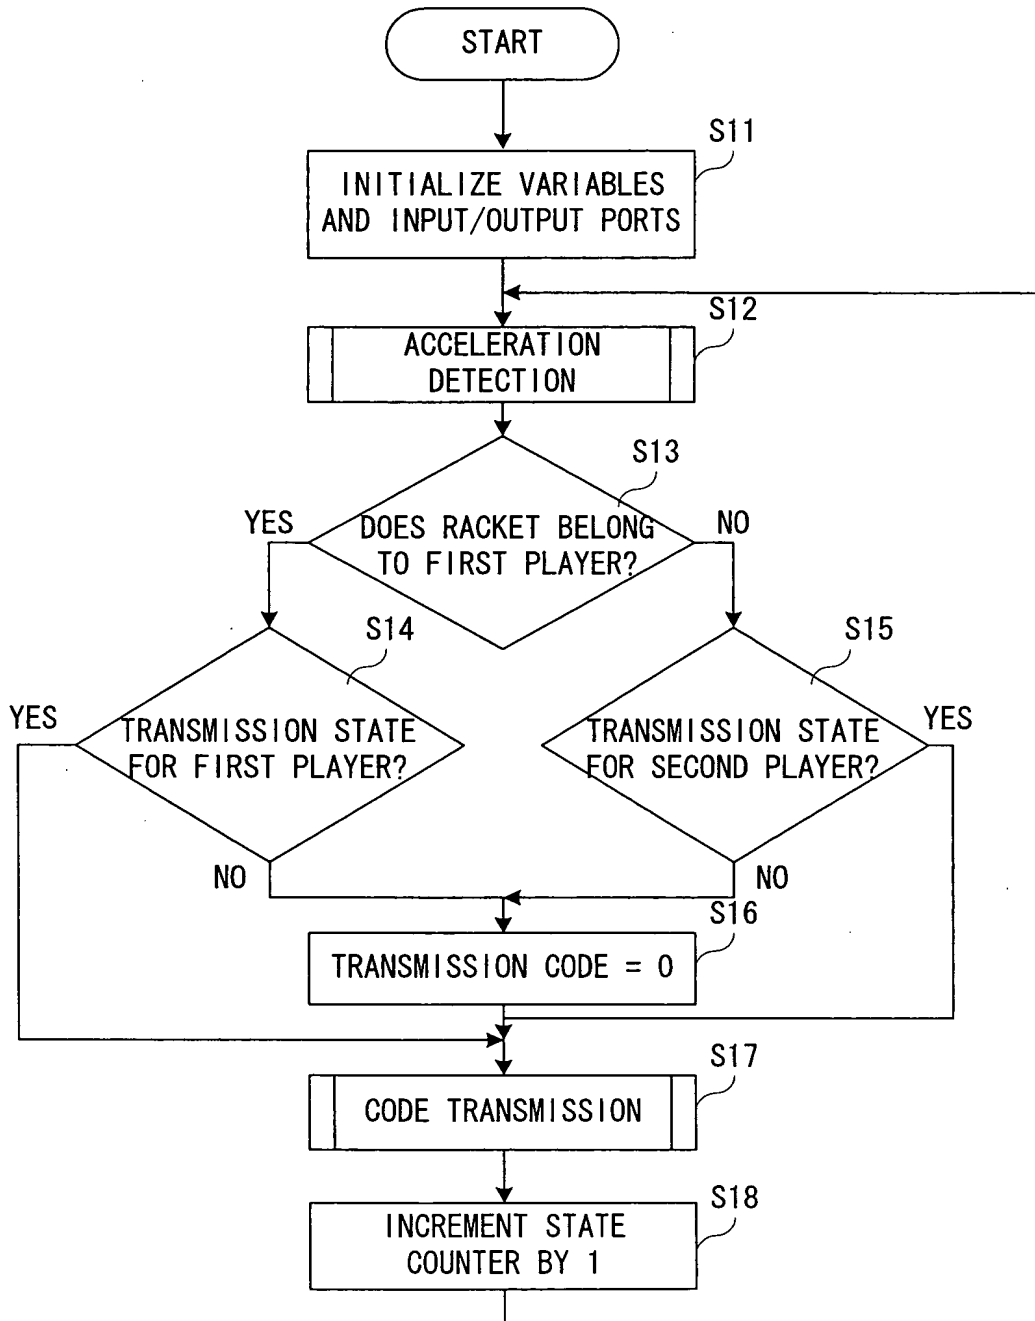 START
S11
INITIALIZE VARIABLES
AND INPUT/OUTPUT PORTS
S12
ACCELERATION
DETECTION
S13
YES
NO
DOES RACKET BELONG
TO FIRST PLAYER?
S14
S15
YES
YES
TRANSMISSION STATE
FOR FIRST PLAYER?
TRANSMISSION STATE
FOR SECOND PLAYER?
NO
NO
S16
TRANSMISSION CODE = 0
S17
CODE TRANSMISSION
S18
INCREMENT STATE
COUNTER BY 1